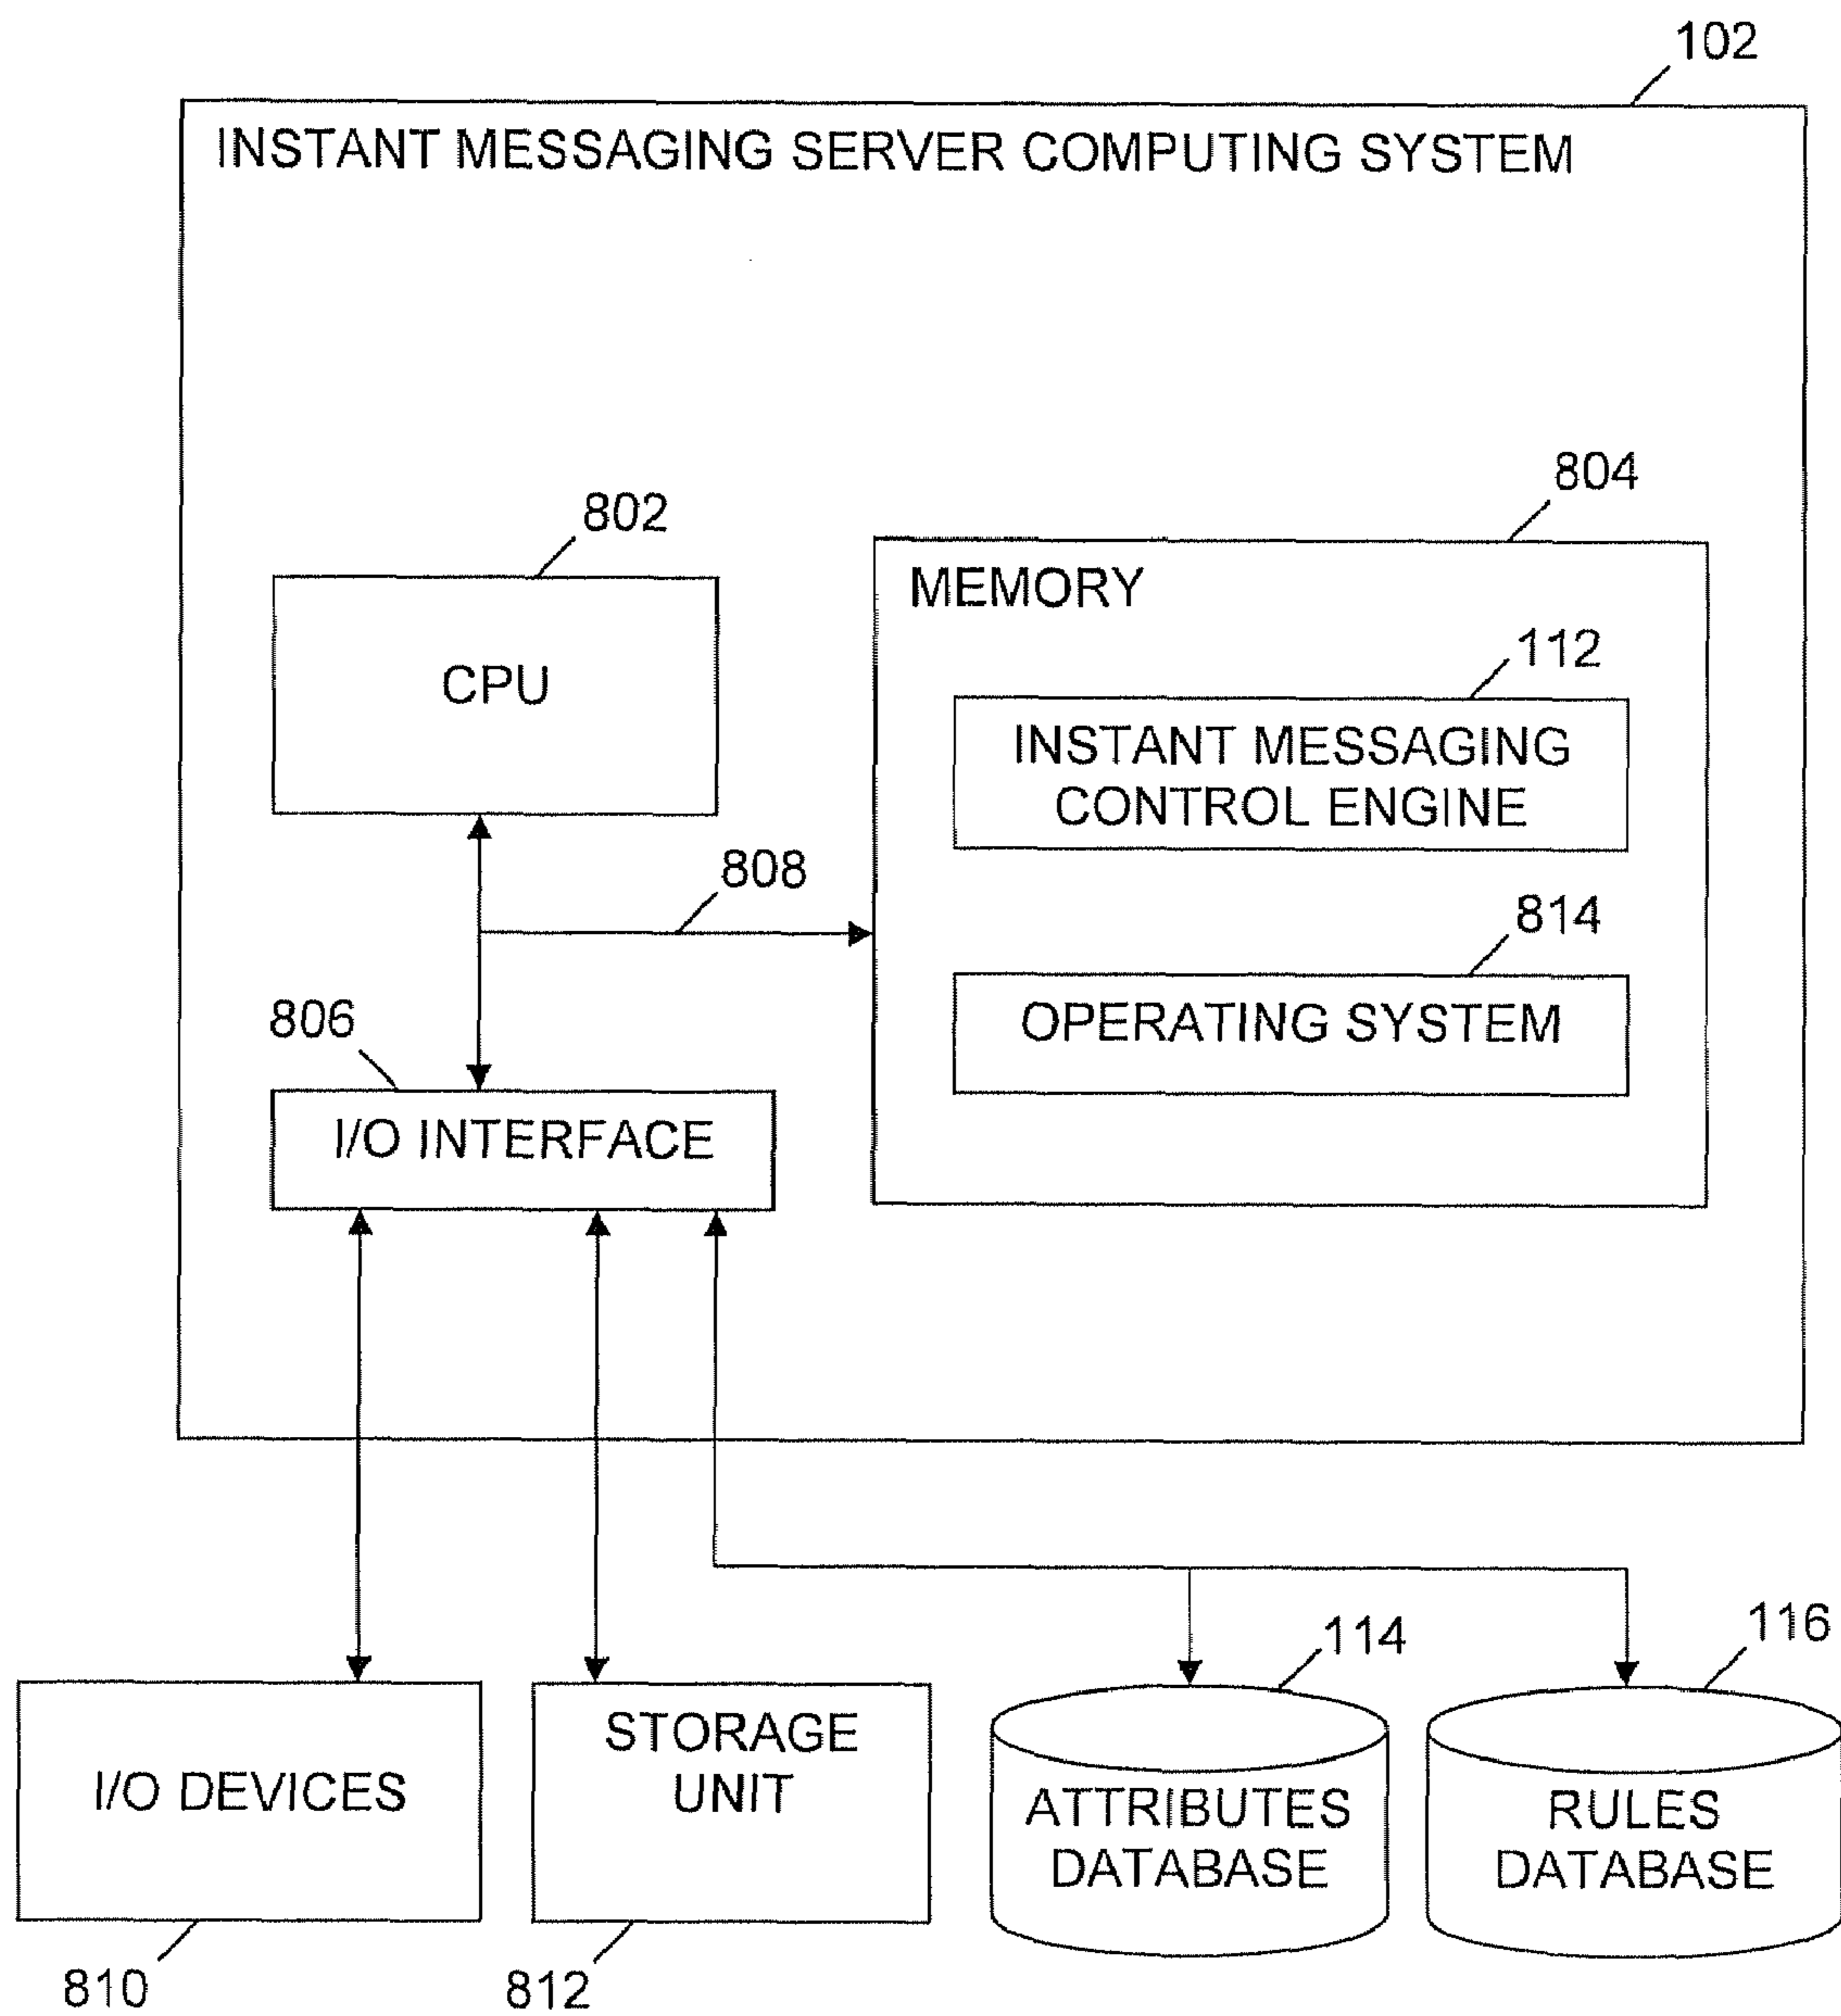 102
INSTANT MESSAGING SERVER COMPUTING SYSTEM
804
802
MEMORY
112
CPU
INSTANT MESSAGING
CONTROL ENGINE
808
814
806
OPERATING SYSTEM
I/O INTERFACE
114
116
STORAGE
UNIT
I/O DEVICES
ATTRIBUTES
DATABASE
RULES
DATABASE
810
812